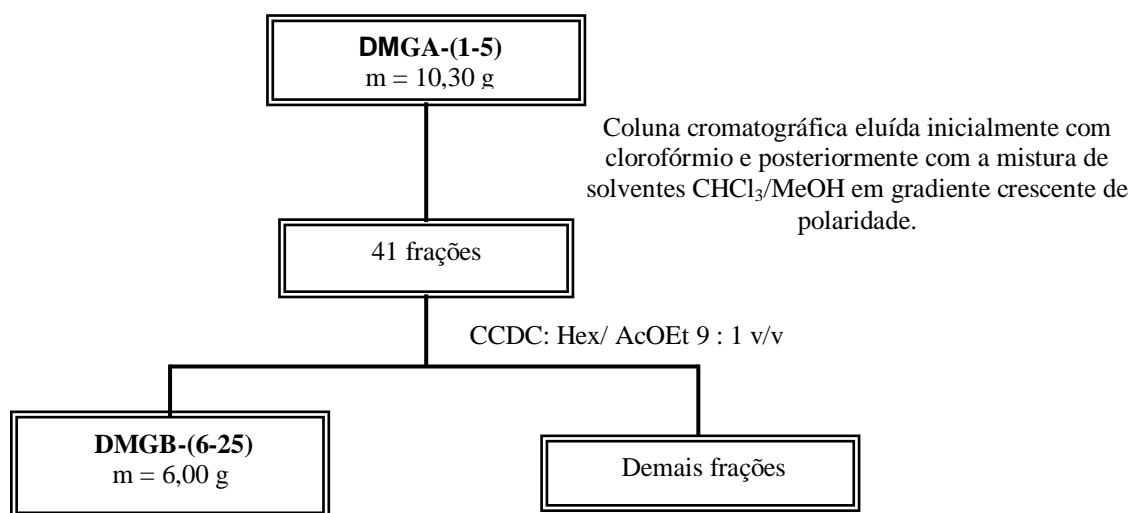 DMGA-(1-5)
m = 10,30 g
Coluna cromatográfica eluída inicialmente com
clorofórmio e posteriormente com a mistura de
solventes CHCl₃/MeOH em gradiente crescente de
polaridade.
41 frações
CCDC: Hex/ AcOEt 9 : 1 v/v
DMGB-(6-25)
m = 6,00 g
Demais frações